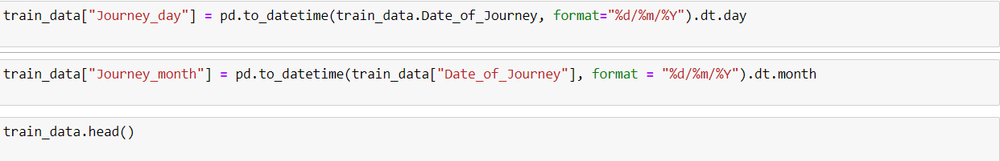 train_data["Journey_day"] = pd.to_datetime(train_data.Date_of_Journey, format="%d/%m/%Y").dt.day
train_data["Journey_month"] = pd.to_datetime(train_data["Date_of_Journey"], format = "%d/%m/%Y").dt.month
train_data.head()